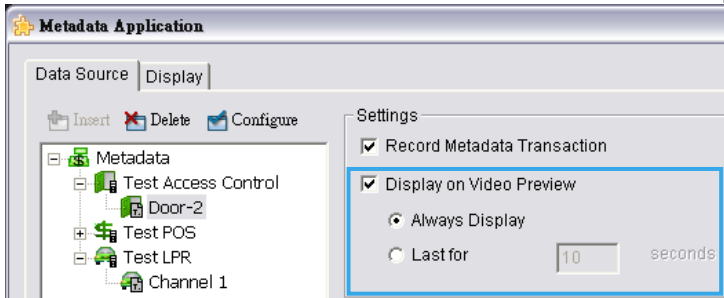 Metadata Application
Data Source Display
Insert Delete Configure
Metadata
Test Access Control
Door-2
Test POS
Test LPR
Channel 1
Settings
Record Metadata Transaction
Display on Video Preview
Always Display
Last for 10 seconds